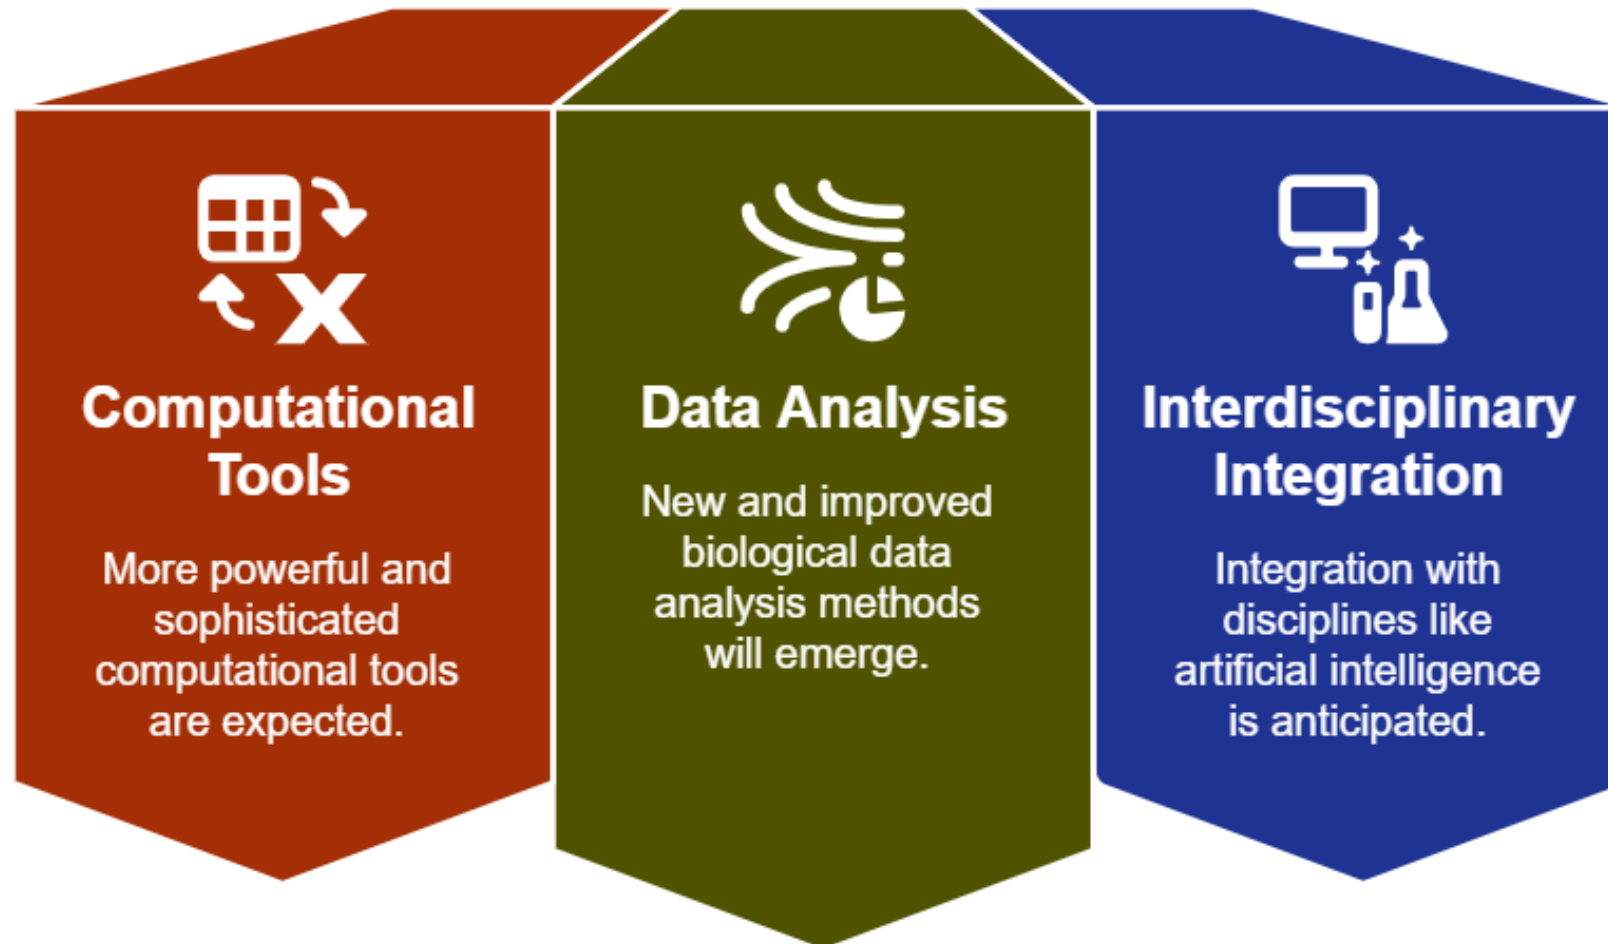 Computational
Tools
More powerful and
sophisticated
computational tools
are expected.
Data Analysis
New and improved
biological data
analysis methods
will emerge.
Interdisciplinary
Integration
Integration with
disciplines like
artificial intelligence
is anticipated.